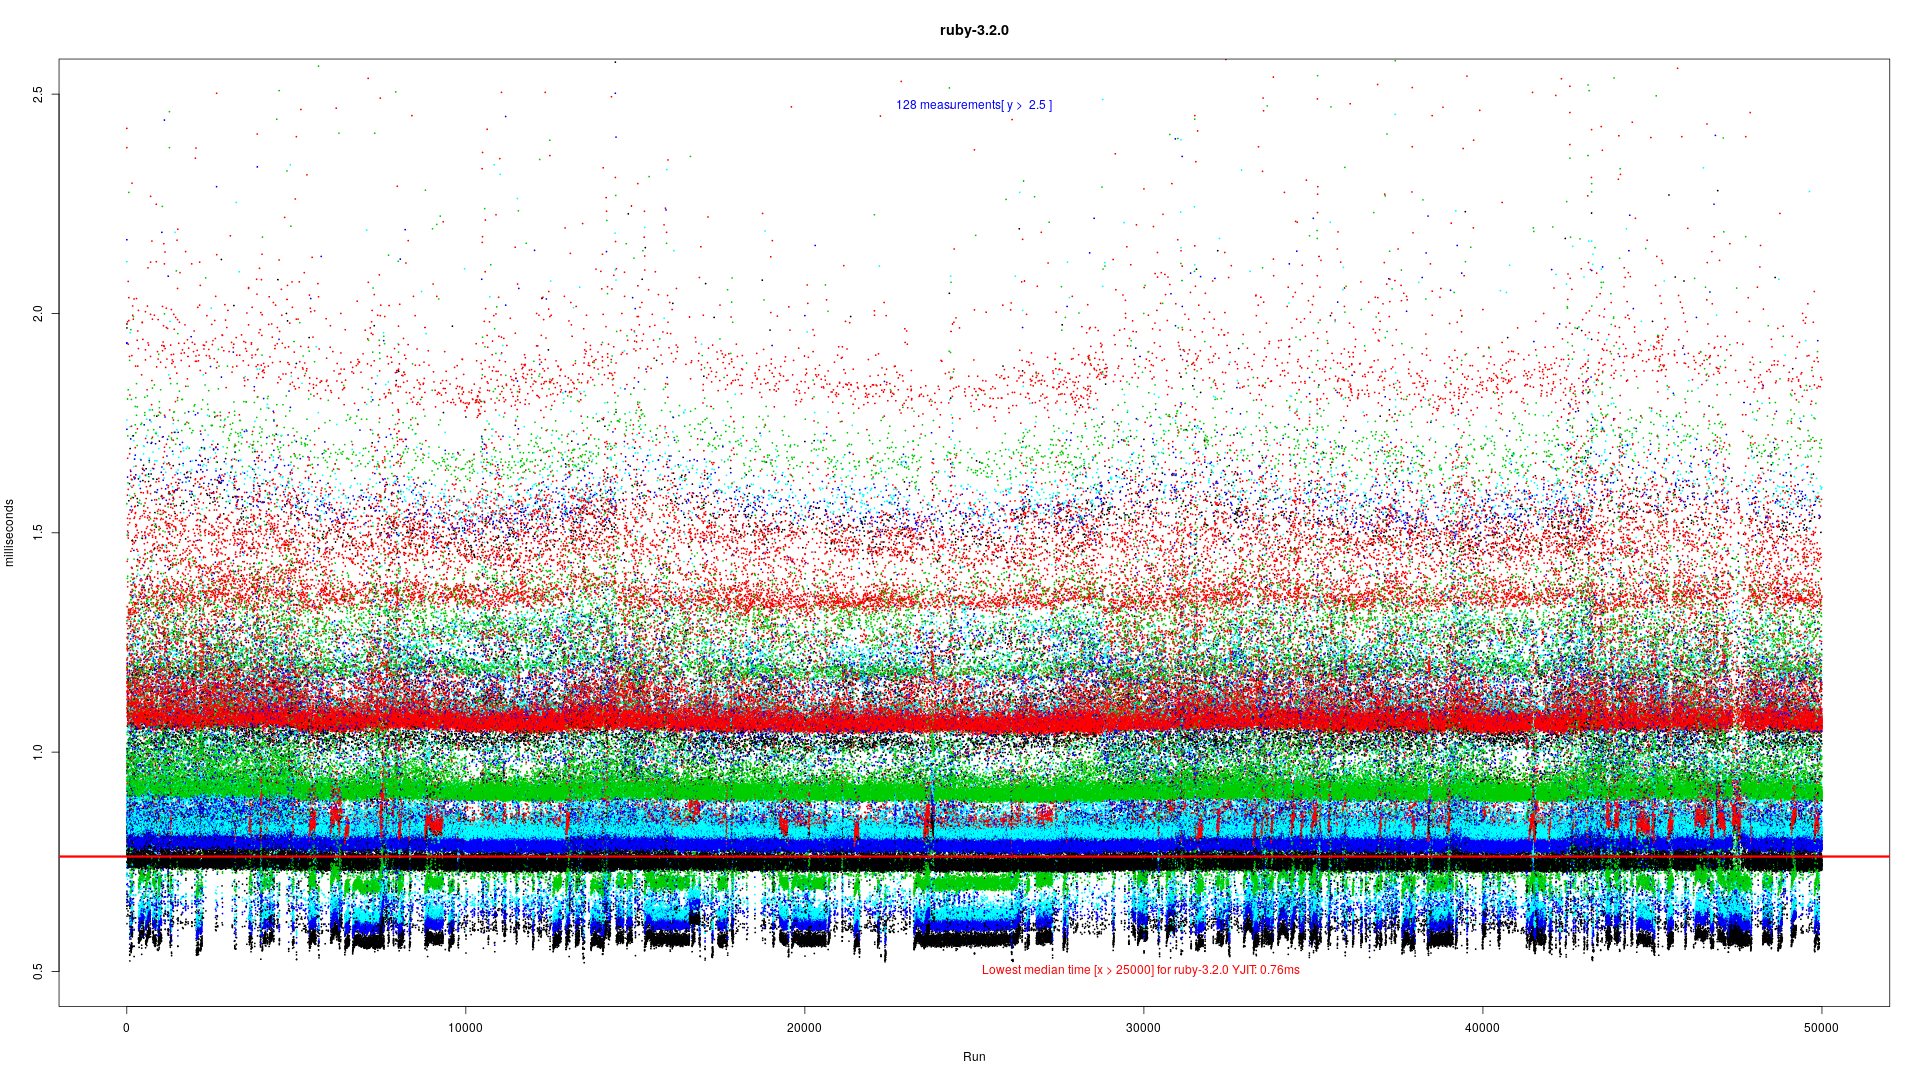 ruby-3.2.0
128 measurements[ y >  2.5 ]
2.5
2.0
1.5
1.0
0.5
milliseconds
Lowest median time [x > 25000] for ruby-3.2.0 YJIT: 0.76ms
0
10000
20000
30000
40000
50000
Run